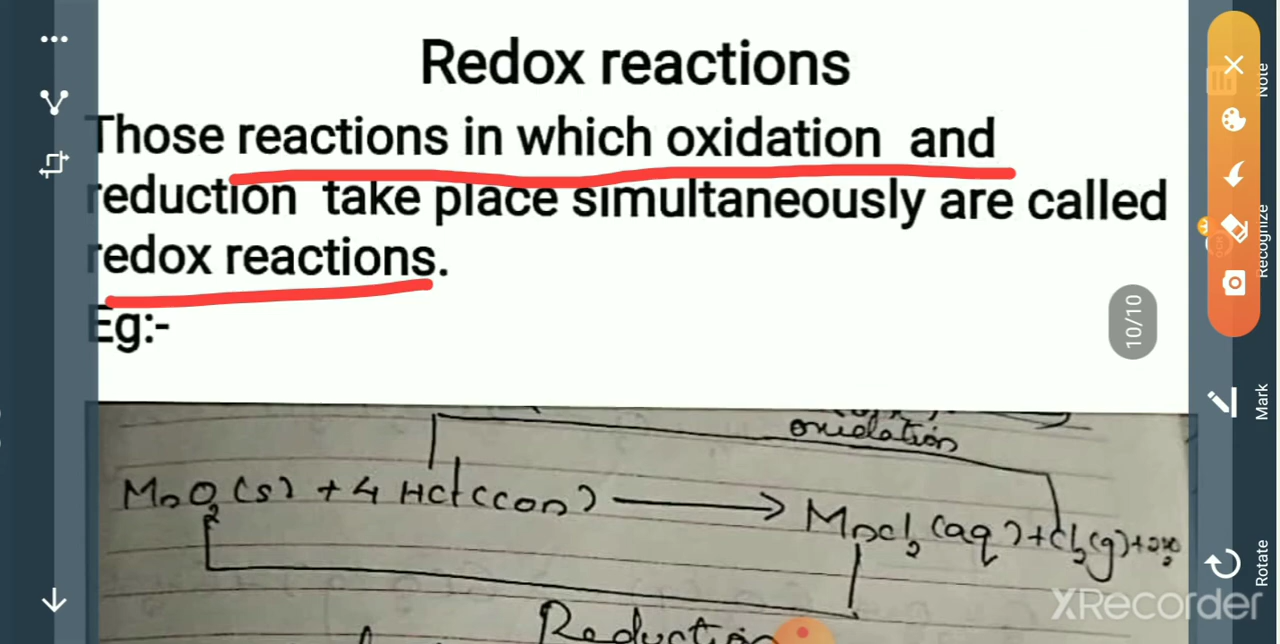 Redox reactions
Those reactions in which oxidation and
reduction take place simultaneously are called
redox reactions.
Eg:-
10/10
oxidation
MnO2(s) + 4 HCl(con) → MnCl2(aq)+Cl2(g)+2H2O
Reduction
Note
Recognize
Mark
Rotate
XRecorder